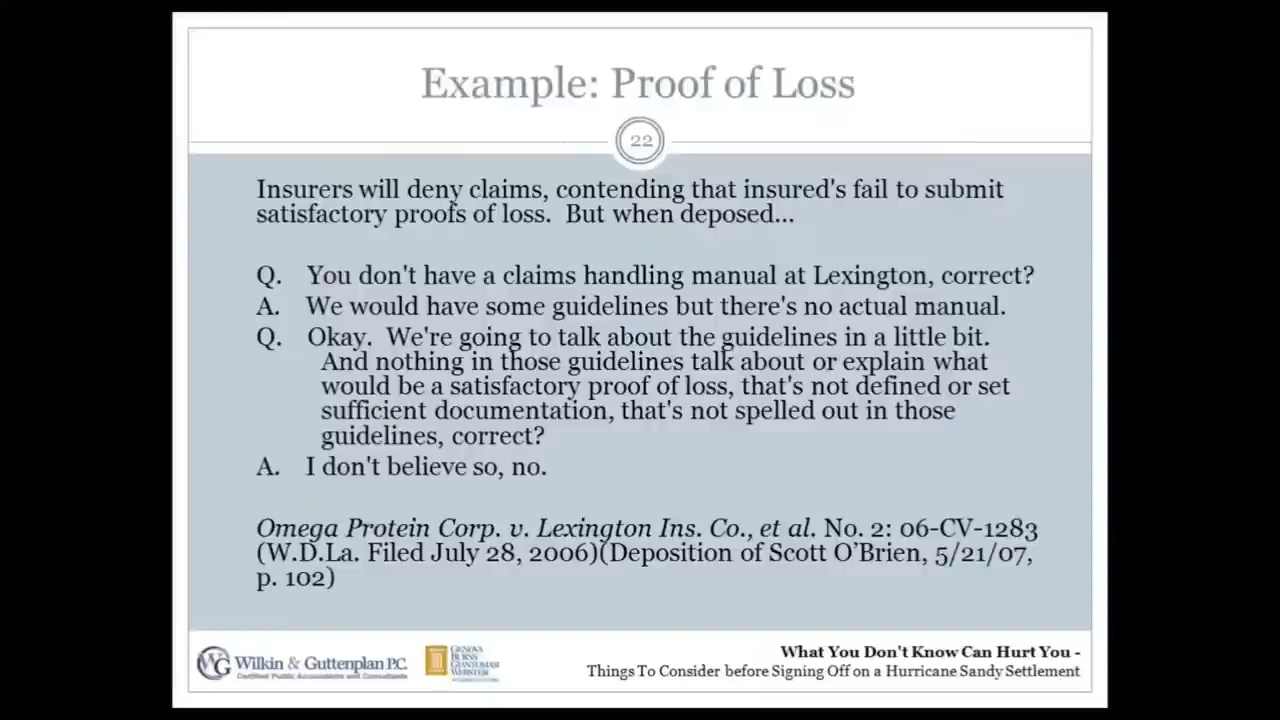 Example: Proof of Loss
22
Insurers will deny claims, contending that insured's fail to submit
satisfactory proofs of loss.  But when deposed...
Q.   You don't have a claims handling manual at Lexington, correct?
A.   We would have some guidelines but there's no actual manual.
Q.   Okay.  We're going to talk about the guidelines in a little bit.
And nothing in those guidelines talk about or explain what
would be a satisfactory proof of loss, that's not defined or set
sufficient documentation, that's not spelled out in those
guidelines, correct?
A.   I don't believe so, no.
Omega Protein Corp. v. Lexington Ins. Co., et al. No. 2: 06-CV-1283
(W.D.La. Filed July 28, 2006)(Deposition of Scott O'Brien, 5/21/07,
p. 102)
WG Wilkin & Guttenplan P.C.
Certified Public Accountants and Consultants
GENOVA
BURNS
GIANTOMASI
WEBSTER
What You Don't Know Can Hurt You -
Things To Consider before Signing Off on a Hurricane Sandy Settlement